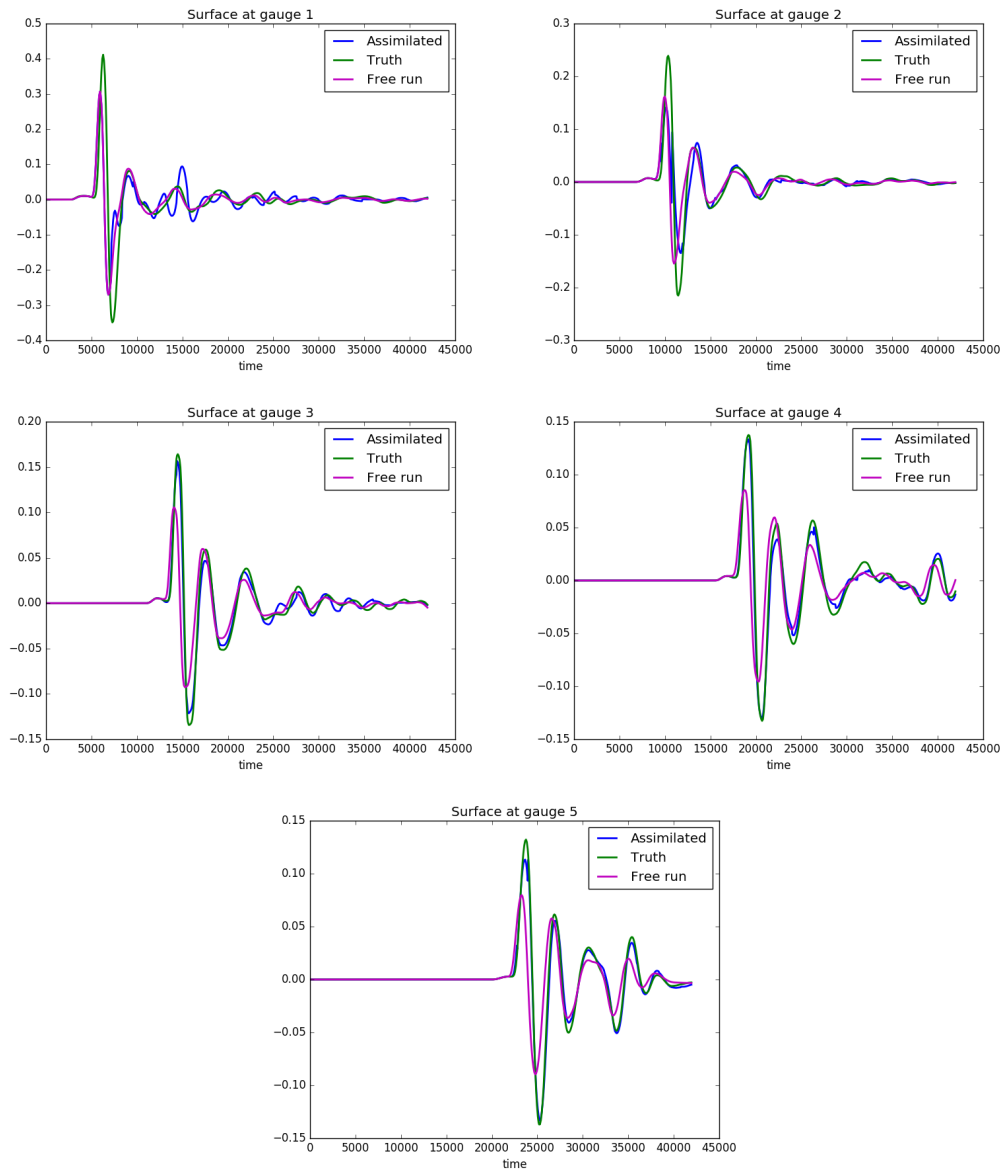 Surface at gauge 1
0.5
0.4
0.3
0.2
0.1
0.0
−0.1
−0.2
−0.3
−0.4
0 5000 10000 15000 20000 25000 30000 35000 40000 45000
time
Assimilated
Truth
Free run
Surface at gauge 2
0.3
0.2
0.1
0.0
−0.1
−0.2
−0.3
0 5000 10000 15000 20000 25000 30000 35000 40000 45000
time
Assimilated
Truth
Free run
Surface at gauge 3
0.20
0.15
0.10
0.05
0.00
−0.05
−0.10
−0.15
0 5000 10000 15000 20000 25000 30000 35000 40000 45000
time
Assimilated
Truth
Free run
Surface at gauge 4
0.15
0.10
0.05
0.00
−0.05
−0.10
−0.15
0 5000 10000 15000 20000 25000 30000 35000 40000 45000
time
Assimilated
Truth
Free run
Surface at gauge 5
0.15
0.10
0.05
0.00
−0.05
−0.10
−0.15
0 5000 10000 15000 20000 25000 30000 35000 40000 45000
time
Assimilated
Truth
Free run